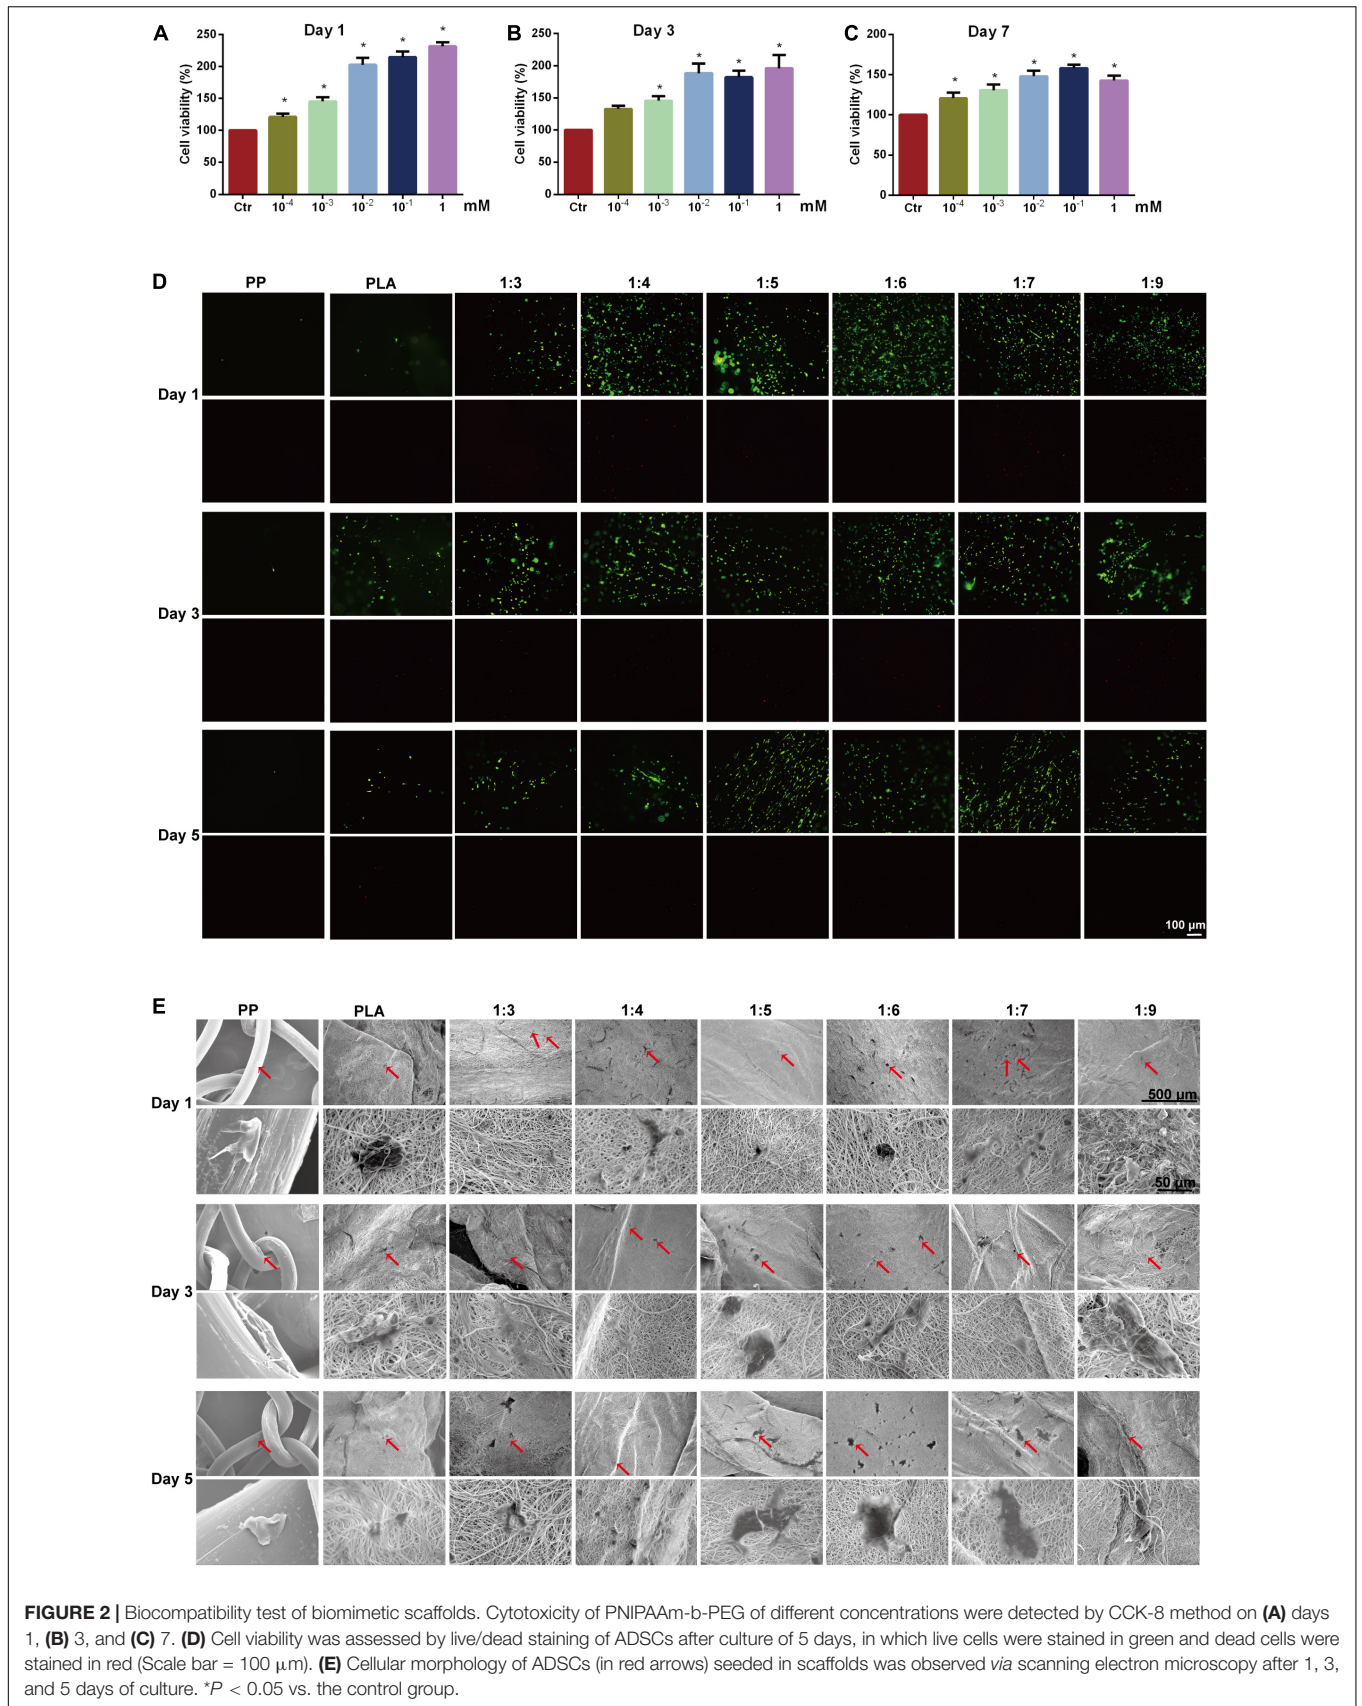 A
Day 1
Cell viability (%)
250
200
150
100
50
0
* * * * *
Ctr 10-4 10-3 10-2 10-1 1 mM
B
Day 3
Cell viability (%)
250
200
150
100
50
0
* * * *
Ctr 10-4 10-3 10-2 10-1 1 mM
C
Day 7
Cell viability (%)
200
150
100
50
0
* * * * *
Ctr 10-4 10-3 10-2 10-1 1 mM
D
PP PLA 1:3 1:4 1:5 1:6 1:7 1:9
Day 1
Day 3
Day 5
100 µm
E
PP PLA 1:3 1:4 1:5 1:6 1:7 1:9
500 µm
Day 1
50 µm
Day 3
Day 5
FIGURE 2 | Biocompatibility test of biomimetic scaffolds. Cytotoxicity of PNIPAAm-b-PEG of different concentrations were detected by CCK-8 method on (A) days
1, (B) 3, and (C) 7. (D) Cell viability was assessed by live/dead staining of ADSCs after culture of 5 days, in which live cells were stained in green and dead cells were
stained in red (Scale bar = 100 µm). (E) Cellular morphology of ADSCs (in red arrows) seeded in scaffolds was observed via scanning electron microscopy after 1, 3,
and 5 days of culture. *P < 0.05 vs. the control group.